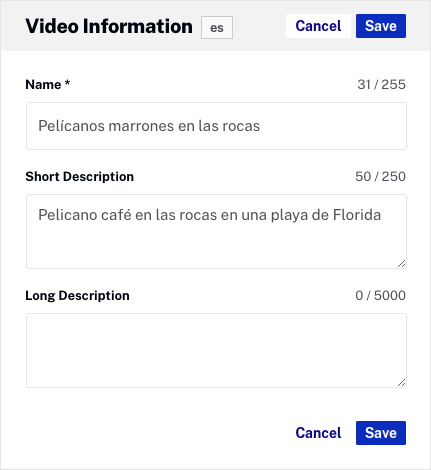 Video Information es Cancel Save
Name * 31 / 255
Pelícanos marrones en las rocas
Short Description 50 / 250
Pelicano café en las rocas en una playa de Florida
Long Description 0 / 5000
Cancel Save